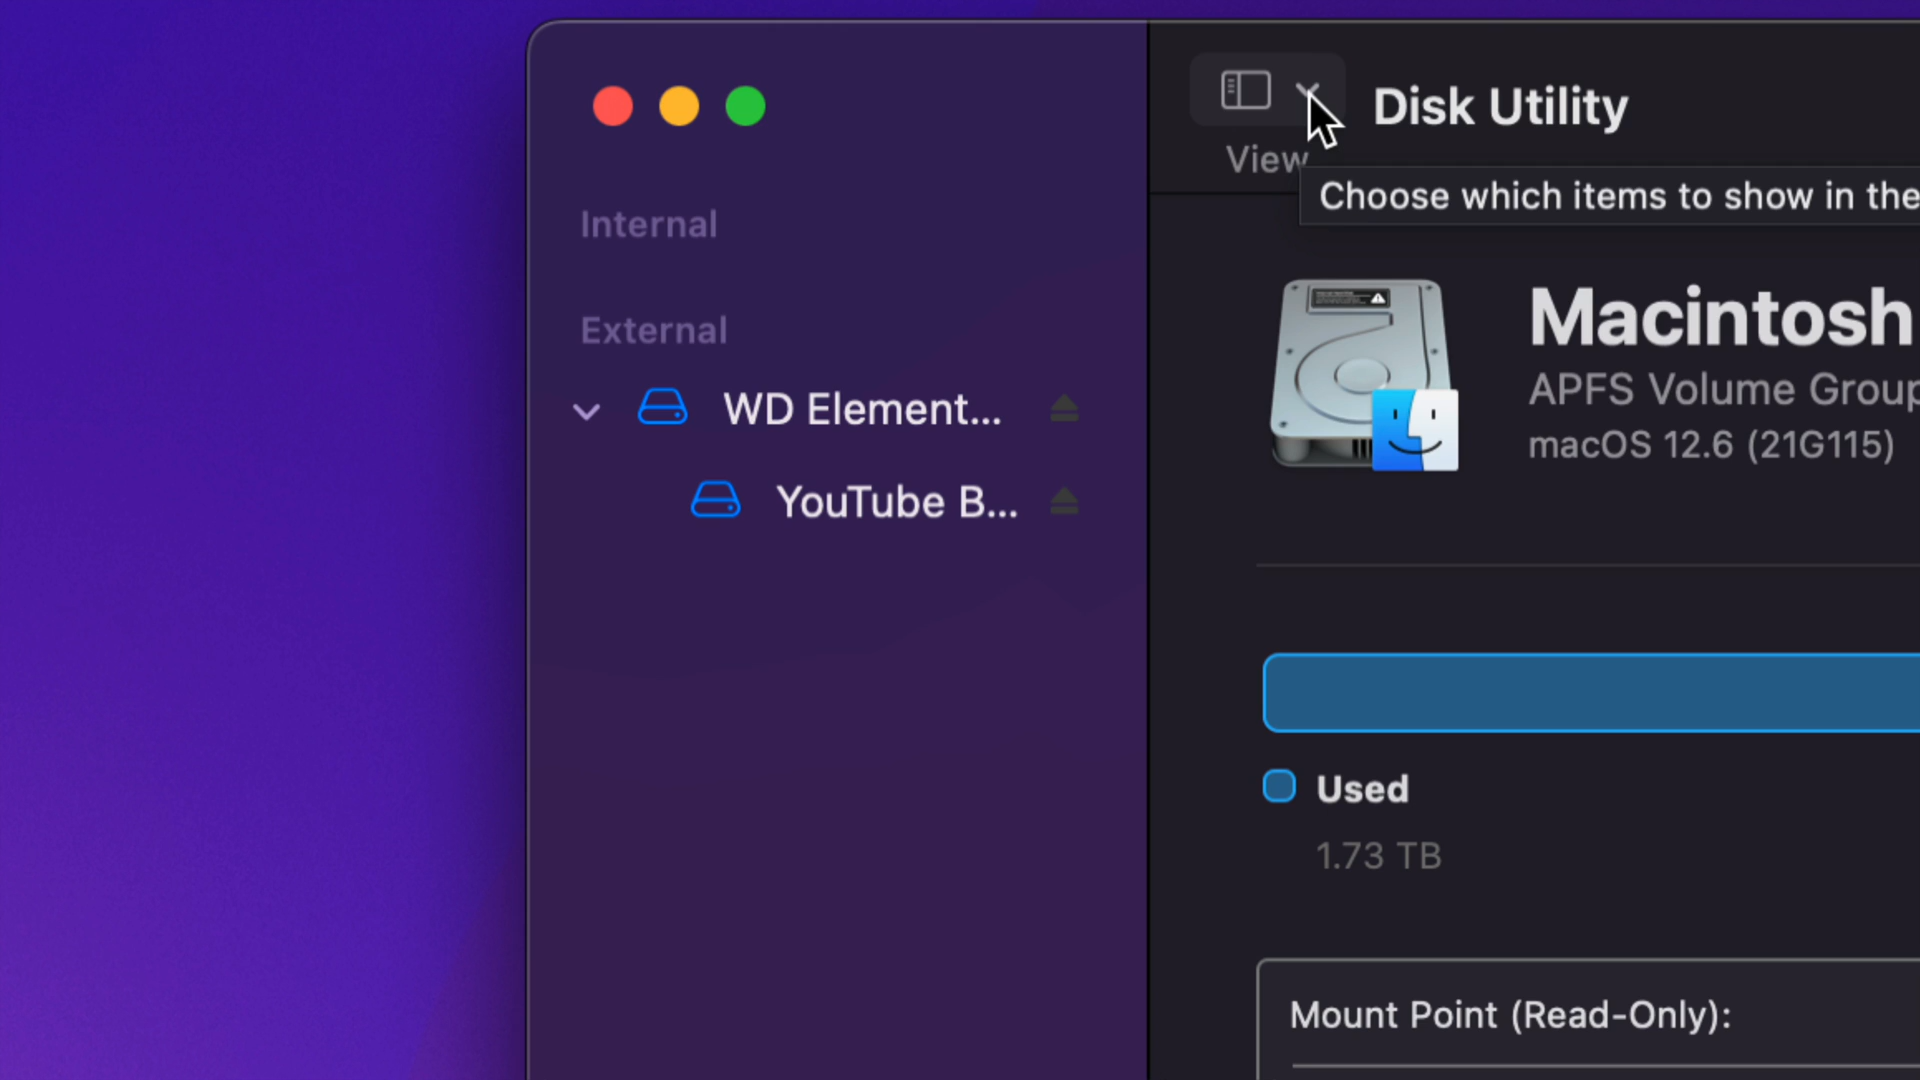 Disk Utility
View
Choose which items to show in the
Internal
External
WD Element...
YouTube B...
Macintosh
APFS Volume Group
macOS 12.6 (21G115)
Used
1.73 TB
Mount Point (Read-Only):